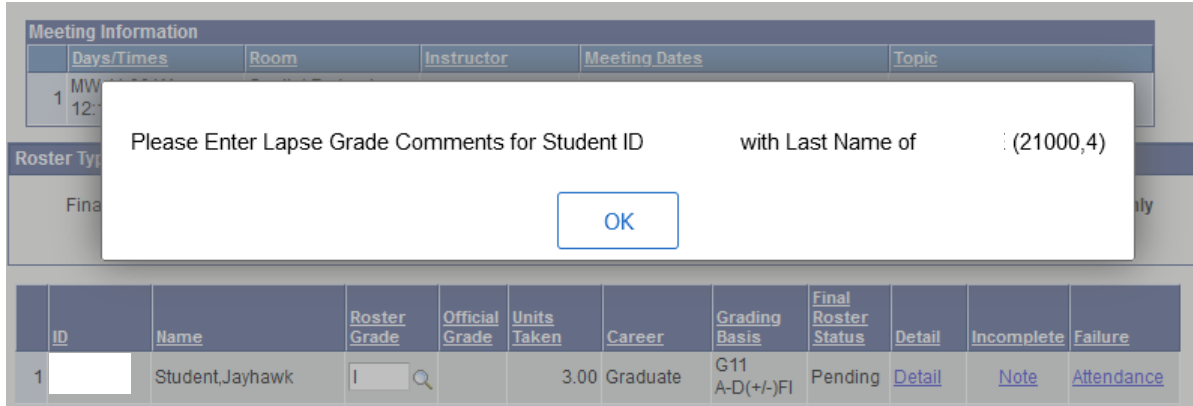 Meeting Information
Days/Times Room Instructor Meeting Dates Topic
1 MW
12:
Please Enter Lapse Grade Comments for Student ID with Last Name of (21000,4)
Roster Typ
Fina
OK
ID Name Roster Grade Official Grade Units Taken Career Grading Basis Final Roster Status Detail Incomplete Failure
1 Student,Jayhawk I 3.00 Graduate G11 A-D(+/-)FI Pending Detail Note Attendance